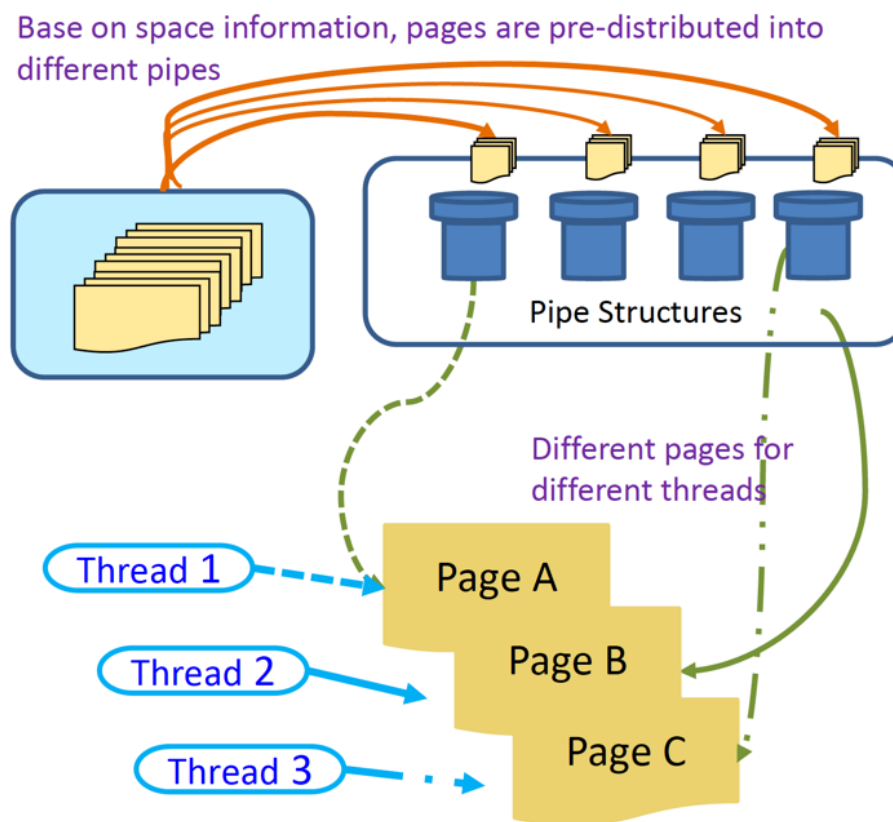 Base on space information, pages are pre-distributed into
different pipes
Pipe Structures
Different pages for
different threads
Thread 1
Page A
Thread 2
Page B
Thread 3
Page C